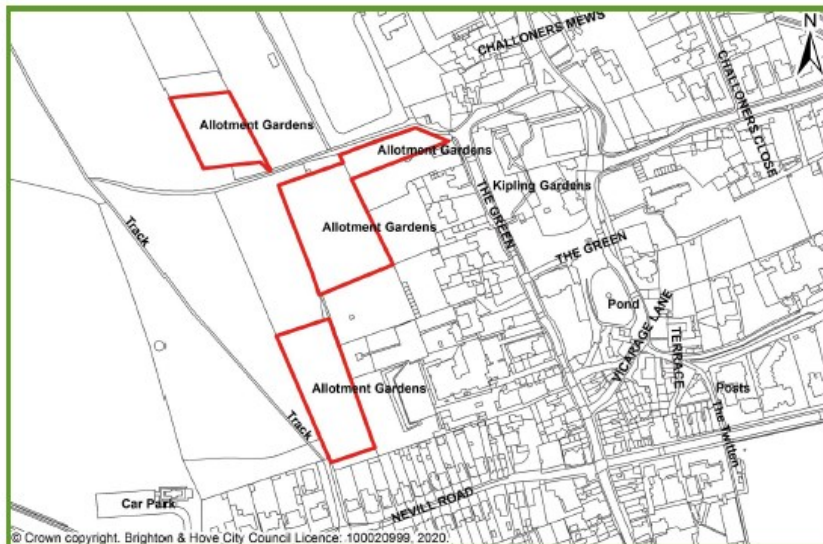 CHALLONERS MEWS
N
CHALLONERS CLOSE
Allotment Gardens
Allotment Gardens
Kipling Gardens
THE GREEN
Allotment Gardens
Track
THE GREEN
Pond
VICARAGE LANE
TERRACE
Allotment Gardens
Posts
Track
The Twitten
Car Park
NEVILL ROAD
© Crown copyright. Brighton & Hove City Council Licence: 100020999, 2020.